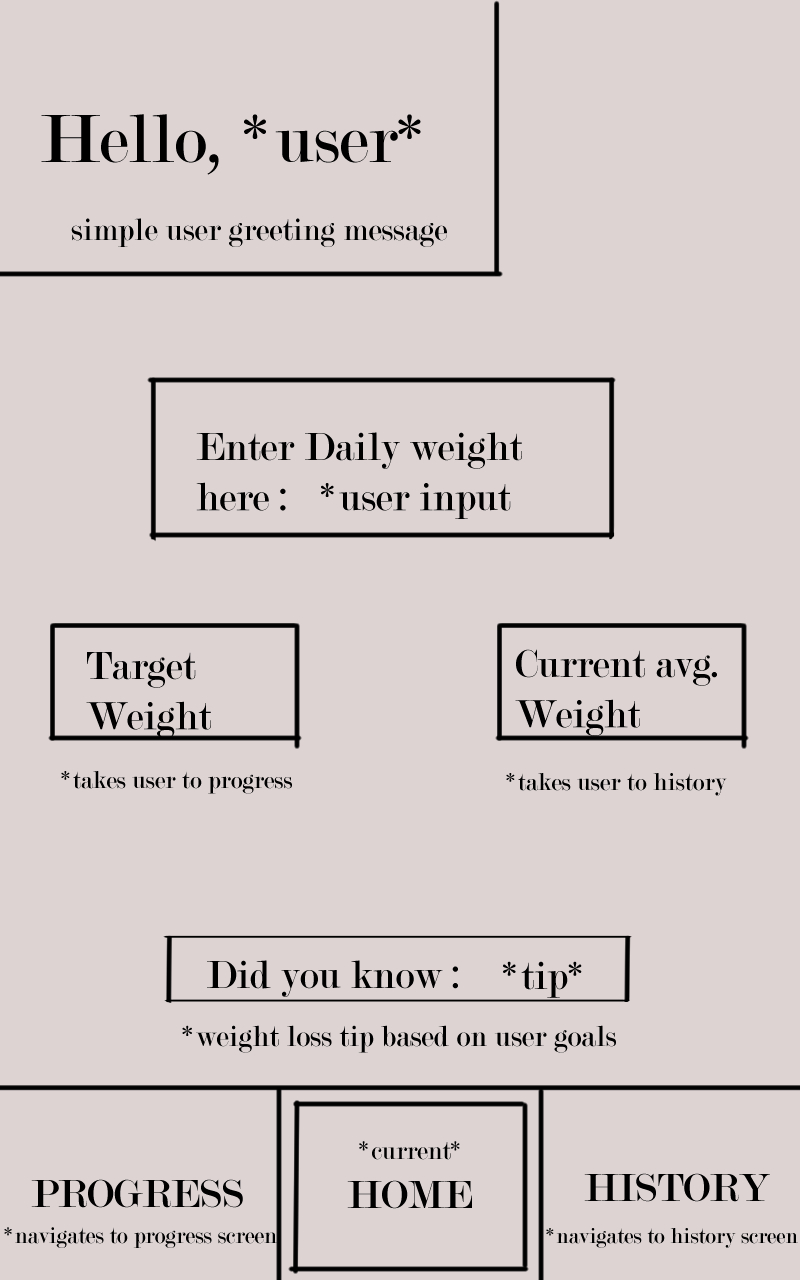 Hello, *user*
simple user greeting message
Enter Daily weight
here: *user input
Target
Weight
*takes user to progress
Current avg.
Weight
*takes user to history
Did you know: *tip*
*weight loss tip based on user goals
PROGRESS
*navigates to progress screen
*current*
HOME
HISTORY
*navigates to history screen